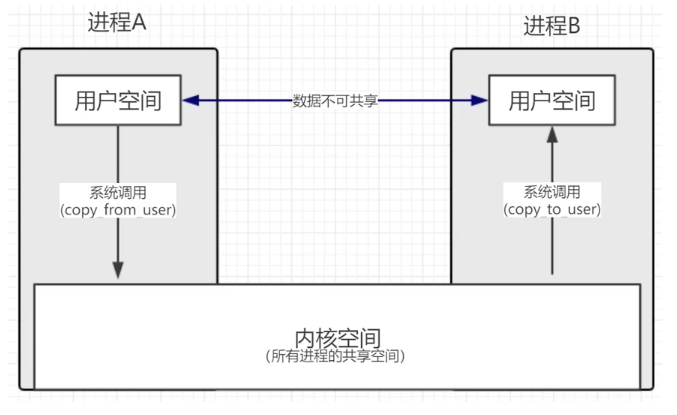 进程A
进程B
用户空间
数据不可共享
用户空间
系统调用
(copy_from_user)
系统调用
(copy_to_user)
内核空间
(所有进程的共享空间)